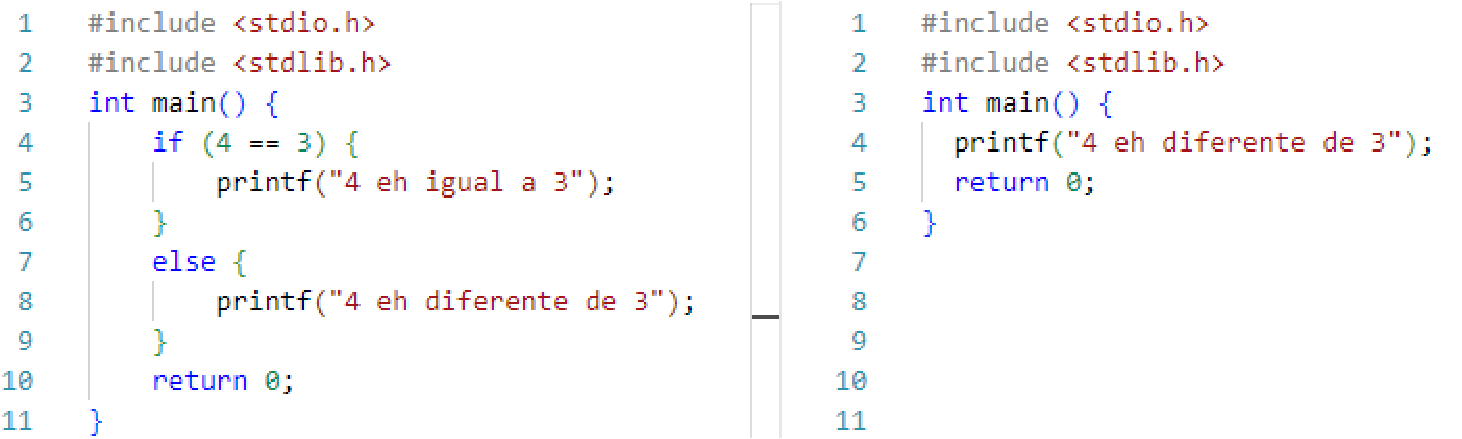 1 #include <stdio.h>
2 #include <stdlib.h>
3 int main() {
4 if (4 == 3) {
5 printf("4 eh igual a 3");
6 }
7 else {
8 printf("4 eh diferente de 3");
9 }
10 return 0;
11 }
1 #include <stdio.h>
2 #include <stdlib.h>
3 int main() {
4 printf("4 eh diferente de 3");
5 return 0;
6 }
7
8
9
10
11